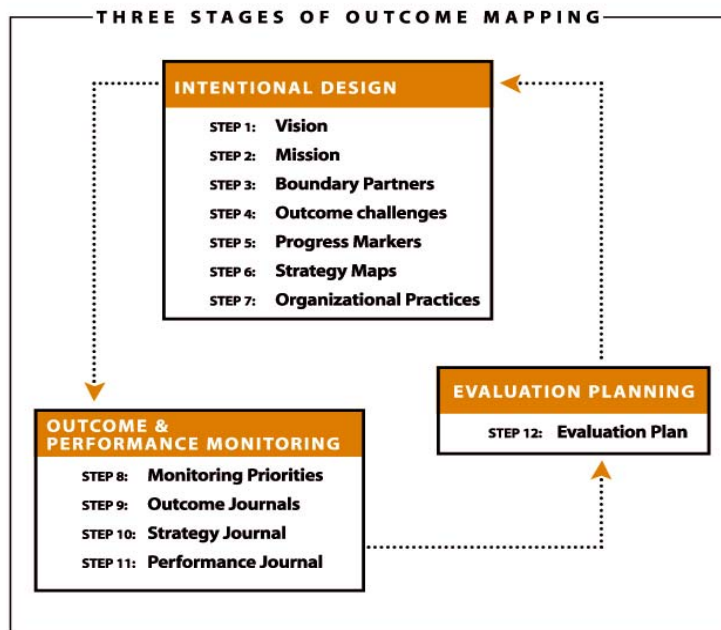 THREE STAGES OF OUTCOME MAPPING
INTENTIONAL DESIGN
STEP 1: Vision
STEP 2: Mission
STEP 3: Boundary Partners
STEP 4: Outcome challenges
STEP 5: Progress Markers
STEP 6: Strategy Maps
STEP 7: Organizational Practices
OUTCOME &
PERFORMANCE MONITORING
STEP 8: Monitoring Priorities
STEP 9: Outcome Journals
STEP 10: Strategy Journal
STEP 11: Performance Journal
EVALUATION PLANNING
STEP 12: Evaluation Plan